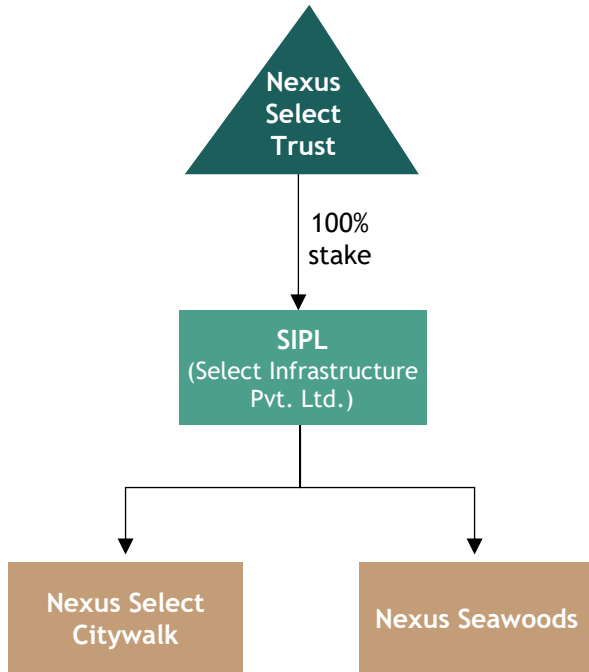 Nexus
Select
Trust
100%
stake
SIPL
(Select Infrastructure
Pvt. Ltd.)
Nexus Select
Citywalk
Nexus Seawoods